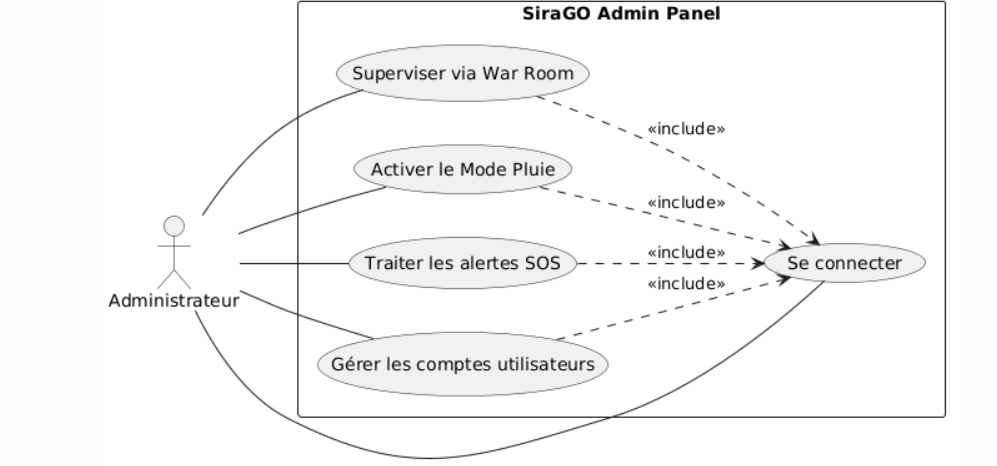 SiraGO Admin Panel
Superviser via War Room
«include»
Activer le Mode Pluie
«include»
Traiter les alertes SOS
«include»
Se connecter
«include»
Administrateur
Gérer les comptes utilisateurs